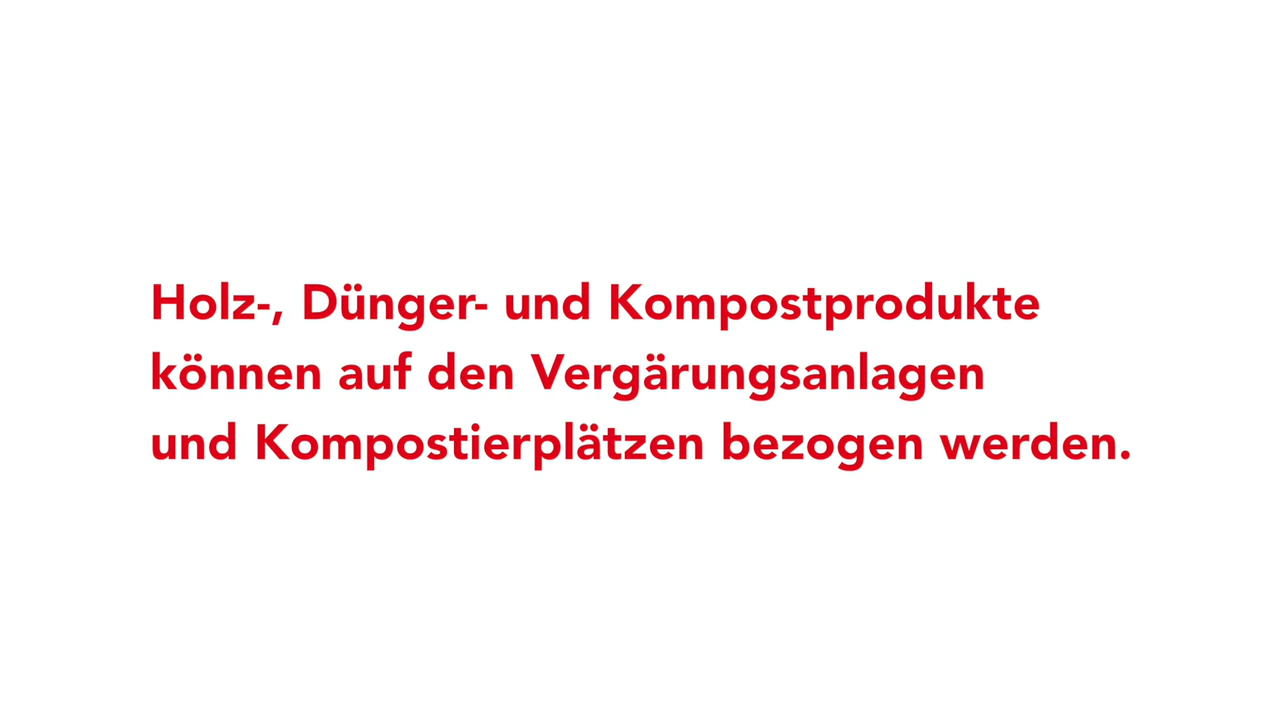 Holz-, Dünger- und Kompostprodukte
können auf den Vergärungsanlagen
und Kompostierplätzen bezogen werden.